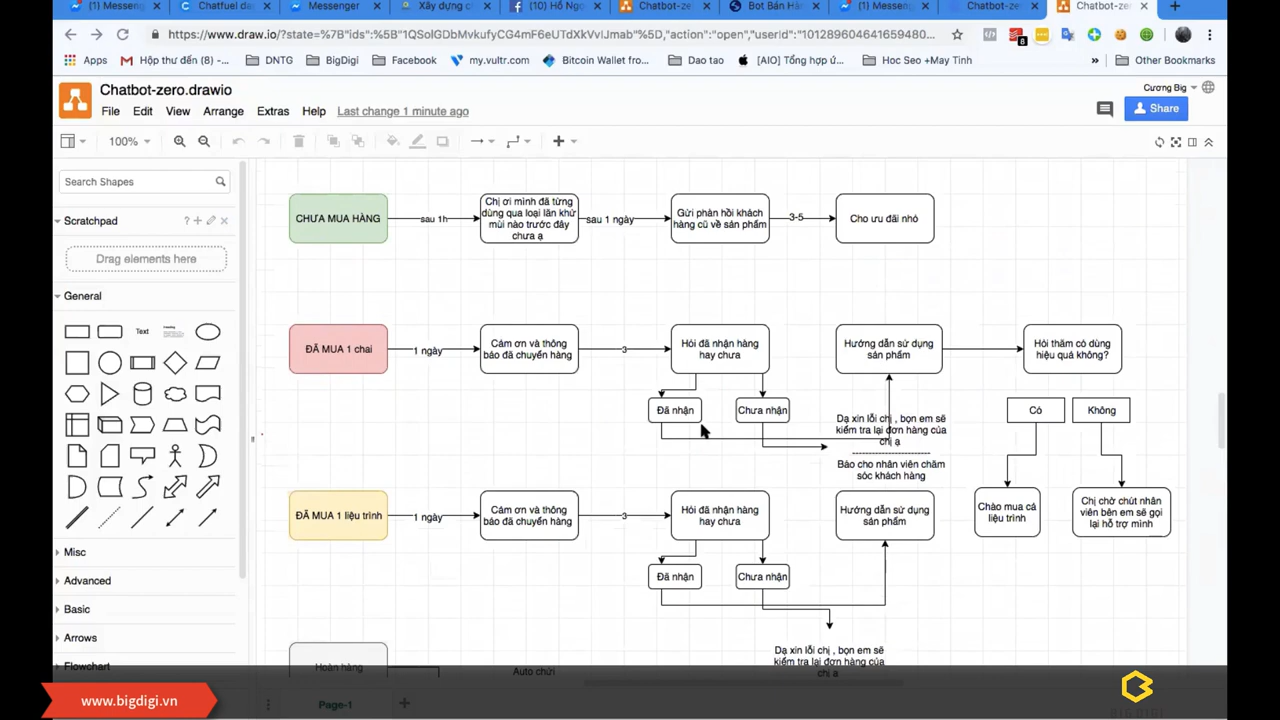 (1) Messeng
Chatfuel da
Messenger
Xây dựng c
(10) Hồ Ngọ
Chatbot-ze
Bot Bán Hà
(1) Messen
Chatbot-ze
https://www.draw.io/?state=%7B"ids":%5B"1QSolGDbMvkufyCG4mF6eUTdXkVvlJmab"%5D,"action":"open","userId":"1012896046416594​80...
Apps
Hộp thư đến (8) -...
DNTG
BigDigi
Facebook
my.vultr.com
Bitcoin Wallet fro...
Dao tao
[AIO] Tổng hợp ứ...
Hoc Seo +May Tinh
»
Other Bookmarks
Chatbot-zero.drawio
Cương Big
File Edit View Arrange Extras Help Last change 1 minute ago
Share
100%
Search Shapes
Scratchpad
Drag elements here
General
Text
Heading
Misc
Advanced
Basic
Arrows
Flowchart
CHƯA MUA HÀNG
sau 1h
Chị ơi mình đã từng
dùng qua loại lăn khử
mùi nào trước đây
chưa ạ
sau 1 ngày
Gửi phản hồi khách
hàng cũ về sản phẩm
3-5
Cho ưu đãi nhỏ
ĐÃ MUA 1 chai
1 ngày
Cám ơn và thông
báo đã chuyển hàng
3
Hỏi đã nhận hàng
hay chưa
Hướng dẫn sử dụng
sản phẩm
Hỏi thăm có dùng
hiệu quả không?
Đã nhận
Chưa nhận
Dạ xin lỗi chị , bọn em sẽ
kiểm tra lại đơn hàng của
chị ạ
------------------------
Báo cho nhân viên chăm
sóc khách hàng
Có
Không
Chào mua cả
liệu trình
Chị chờ chút nhân
viên bên em sẽ gọi
lại hỗ trợ mình
ĐÃ MUA 1 liệu trình
1 ngày
Cám ơn và thông
báo đã chuyển hàng
3
Hỏi đã nhận hàng
hay chưa
Hướng dẫn sử dụng
sản phẩm
Đã nhận
Chưa nhận
Dạ xin lỗi chị , bọn em sẽ
kiểm tra lại đơn hàng của
chị ạ
Hoàn hàng
Auto chửi
Page-1
www.bigdigi.vn
BIG DIGI